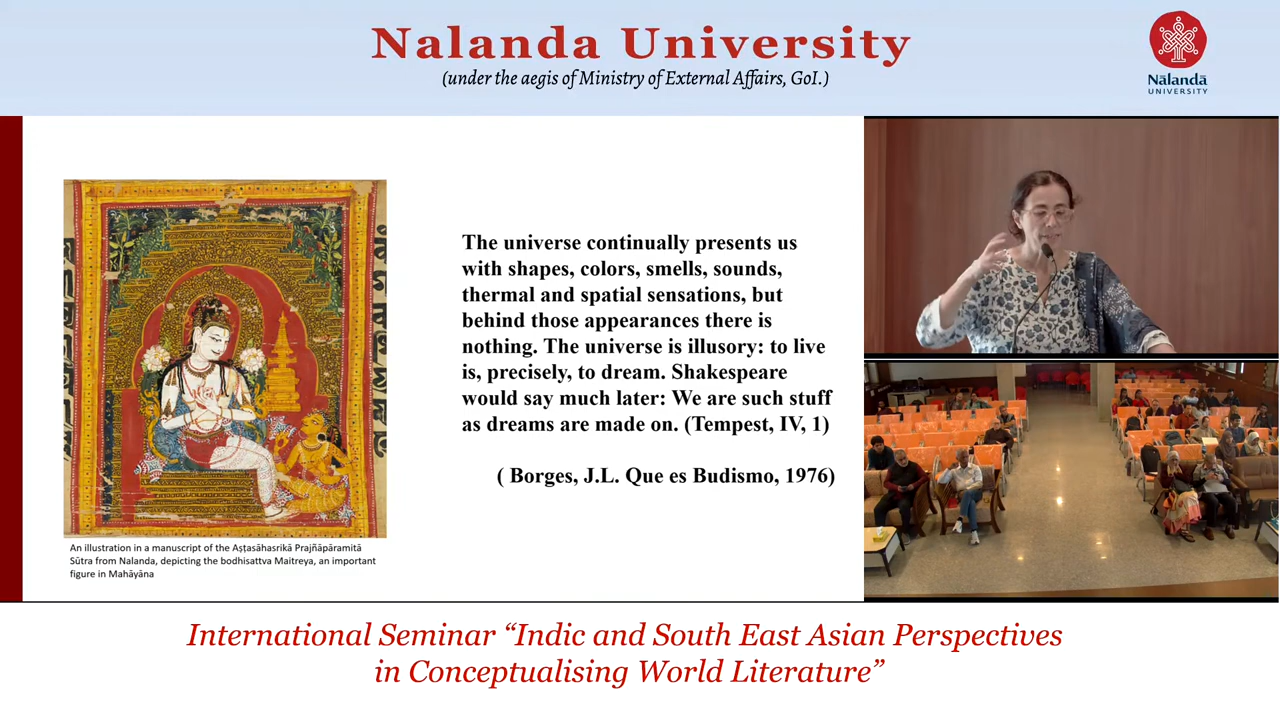 Nalanda University
(under the aegis of Ministry of External Affairs, GoI.)
Nālandā
UNIVERSITY
The universe continually presents us
with shapes, colors, smells, sounds,
thermal and spatial sensations, but
behind those appearances there is
nothing. The universe is illusory: to live
is, precisely, to dream. Shakespeare
would say much later: We are such stuff
as dreams are made on. (Tempest, IV, 1)
( Borges, J.L. Que es Budismo, 1976)
An illustration in a manuscript of the Aṣṭasāhasrikā Prajñāpāramitā
Sūtra from Nalanda, depicting the bodhisattva Maitreya, an important
figure in Mahāyāna
International Seminar “Indic and South East Asian Perspectives
in Conceptualising World Literature”